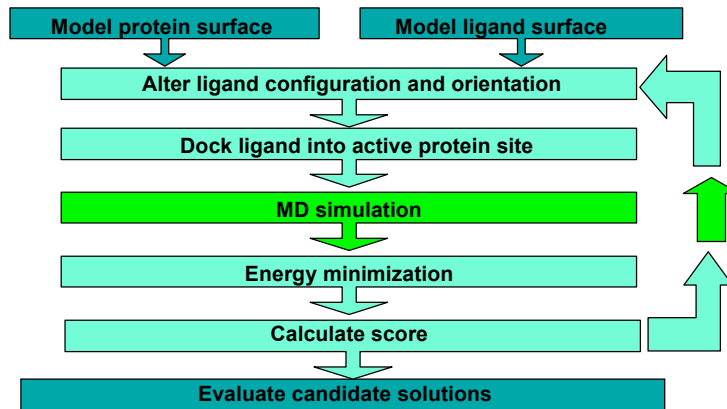 Model protein surface
Model ligand surface
Alter ligand configuration and orientation
Dock ligand into active protein site
MD simulation
Energy minimization
Calculate score
Evaluate candidate solutions